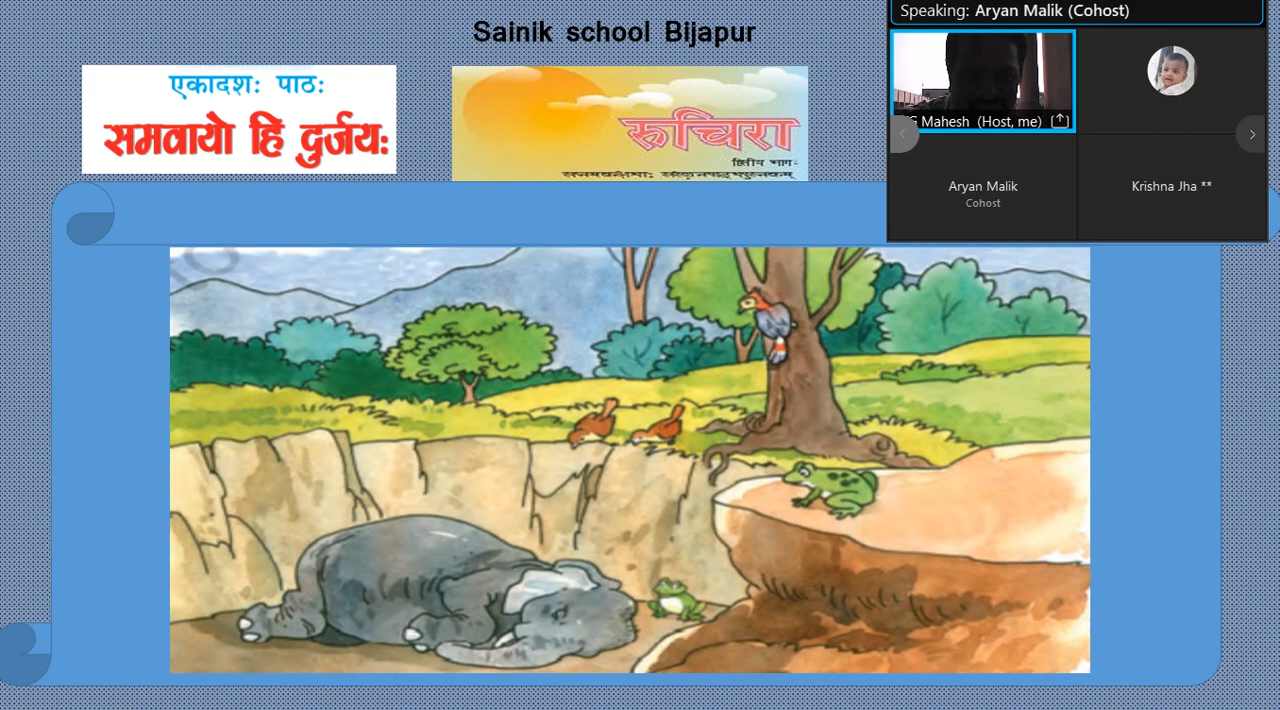 Sainik school Bijapur
एकादशः पाठः
समवायो हि दुर्जयः
रुचिरा
द्वितीय भागः
Speaking: Aryan Malik (Cohost)
Mahesh (Host, me)
Aryan Malik
Cohost
Krishna Jha **